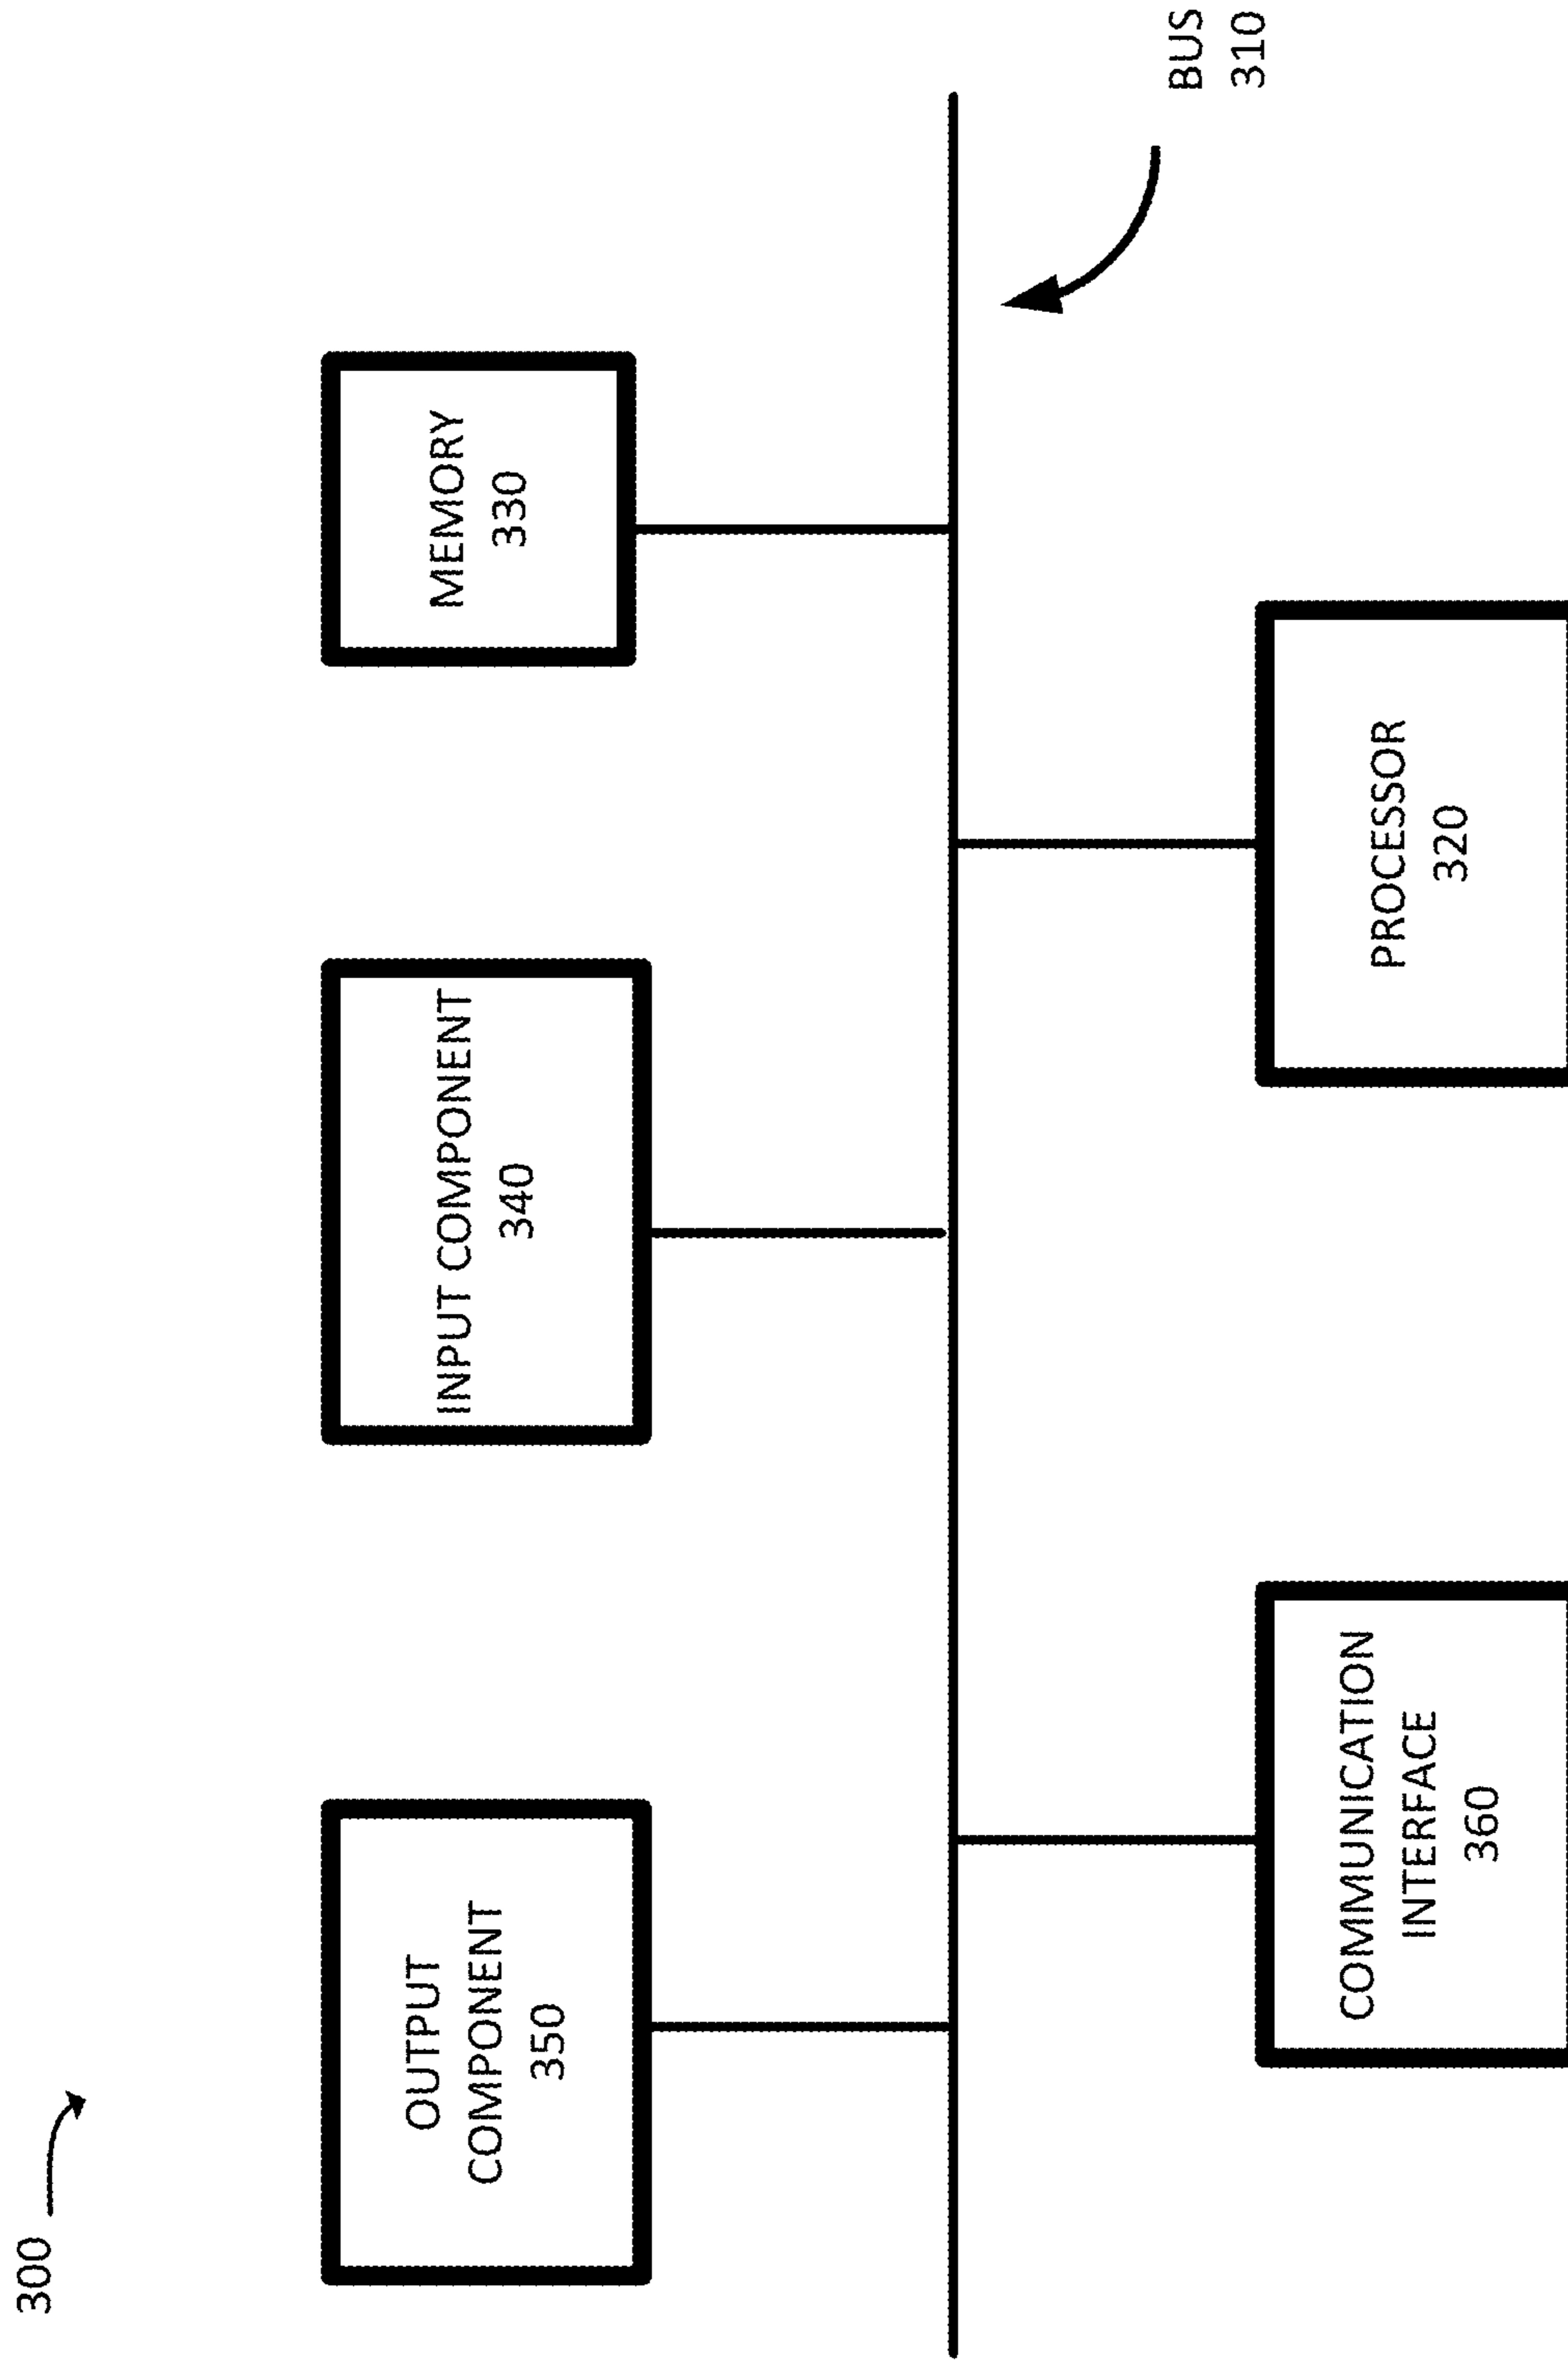 300
OUTPUT
COMPONENT
350
INPUT COMPONENT
340
MEMORY
330
BUS
310
COMMUNICATION
INTERFACE
360
PROCESSOR
320